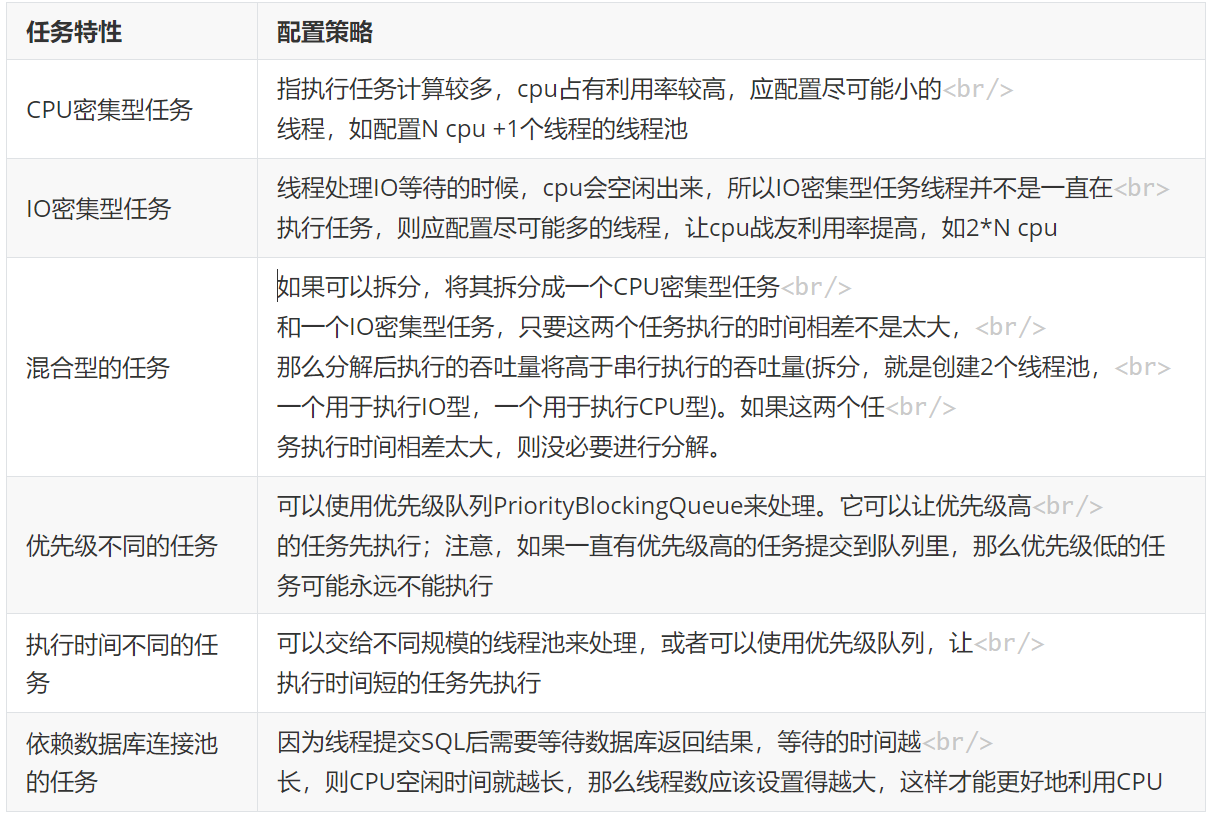 任务特性
配置策略
CPU密集型任务
指执行任务计算较多，cpu占有利用率较高，应配置尽可能小的<br/>
线程，如配置N cpu +1个线程的线程池
IO密集型任务
线程处理IO等待的时候，cpu会空闲出来，所以IO密集型任务线程并不是一直在<br>
执行任务，则应配置尽可能多的线程，让cpu战友利用率提高，如2*N cpu
混合型的任务
如果可以拆分，将其拆分成一个CPU密集型任务<br/>
和一个IO密集型任务，只要这两个任务执行的时间相差不是太大，<br/>
那么分解后执行的吞吐量将高于串行执行的吞吐量(拆分，就是创建2个线程池，<br>
一个用于执行IO型，一个用于执行CPU型)。如果这两个任<br/>
务执行时间相差太大，则没必要进行分解。
优先级不同的任务
可以使用优先级队列PriorityBlockingQueue来处理。它可以让优先级高<br/>
的任务先执行；注意，如果一直有优先级高的任务提交到队列里，那么优先级低的任
务可能永远不能执行
执行时间不同的任
务
可以交给不同规模的线程池来处理，或者可以使用优先级队列，让<br/>
执行时间短的任务先执行
依赖数据库连接池
的任务
因为线程提交SQL后需要等待数据库返回结果，等待的时间越<br/>
长，则CPU空闲时间就越长，那么线程数应该设置得越大，这样才能更好地利用CPU